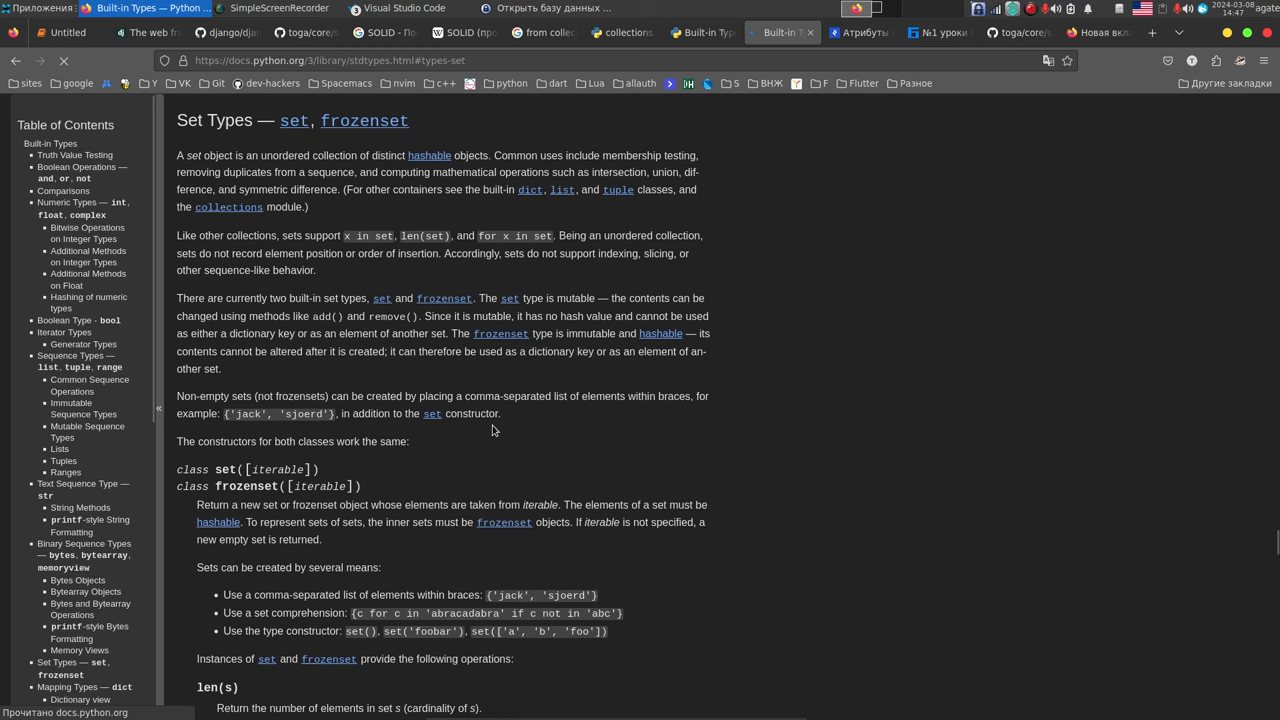 Приложения
Built-in Types — Python ...
SimpleScreenRecorder
3 Visual Studio Code
Открыть базу данных ...
2024-03-08
14:47
agate
Untitled
The web fr
django/dj
toga/core/s
SOLID - По
SOLID (пр
from collec
collections.
Built-in Typ
Built-in T
Атрибуты
№1 уроки
toga/core/s
Новая вкл
https://docs.python.org/3/library/stdtypes.html#types-set
sites
google
Y
VK
Git
dev-hackers
Spacemacs
nvim
c++
python
dart
Lua
allauth
S
ВНЖ
F
Flutter
Разное
Другие закладки
Table of Contents
Built-in Types
Truth Value Testing
Boolean Operations —
and, or, not
Comparisons
Numeric Types — int,
float, complex
Bitwise Operations
on Integer Types
Additional Methods
on Integer Types
Additional Methods
on Float
Hashing of numeric
types
Boolean Type - bool
Iterator Types
Generator Types
Sequence Types —
list, tuple, range
Common Sequence
Operations
Immutable
Sequence Types
Mutable Sequence
Types
Lists
Tuples
Ranges
Text Sequence Type —
str
String Methods
printf-style String
Formatting
Binary Sequence Types
— bytes, bytearray,
memoryview
Bytes Objects
Bytearray Objects
Bytes and Bytearray
Operations
printf-style Bytes
Formatting
Memory Views
Set Types — set,
frozenset
Mapping Types — dict
Dictionary view
«
Set Types — set, frozenset
A set object is an unordered collection of distinct hashable objects. Common uses include membership testing,
removing duplicates from a sequence, and computing mathematical operations such as intersection, union, dif-
ference, and symmetric difference. (For other containers see the built-in dict, list, and tuple classes, and
the collections module.)
Like other collections, sets support x in set, len(set), and for x in set. Being an unordered collection,
sets do not record element position or order of insertion. Accordingly, sets do not support indexing, slicing, or
other sequence-like behavior.
There are currently two built-in set types, set and frozenset. The set type is mutable — the contents can be
changed using methods like add() and remove(). Since it is mutable, it has no hash value and cannot be used
as either a dictionary key or as an element of another set. The frozenset type is immutable and hashable — its
contents cannot be altered after it is created; it can therefore be used as a dictionary key or as an element of an-
other set.
Non-empty sets (not frozensets) can be created by placing a comma-separated list of elements within braces, for
example: {'jack', 'sjoerd'}, in addition to the set constructor.
The constructors for both classes work the same:
class set([iterable])
class frozenset([iterable])
Return a new set or frozenset object whose elements are taken from iterable. The elements of a set must be
hashable. To represent sets of sets, the inner sets must be frozenset objects. If iterable is not specified, a
new empty set is returned.
Sets can be created by several means:
• Use a comma-separated list of elements within braces: {'jack', 'sjoerd'}
• Use a set comprehension: {c for c in 'abracadabra' if c not in 'abc'}
• Use the type constructor: set(), set('foobar'), set(['a', 'b', 'foo'])
Instances of set and frozenset provide the following operations:
len(s)
Return the number of elements in set s (cardinality of s).
Прочитано docs.python.org